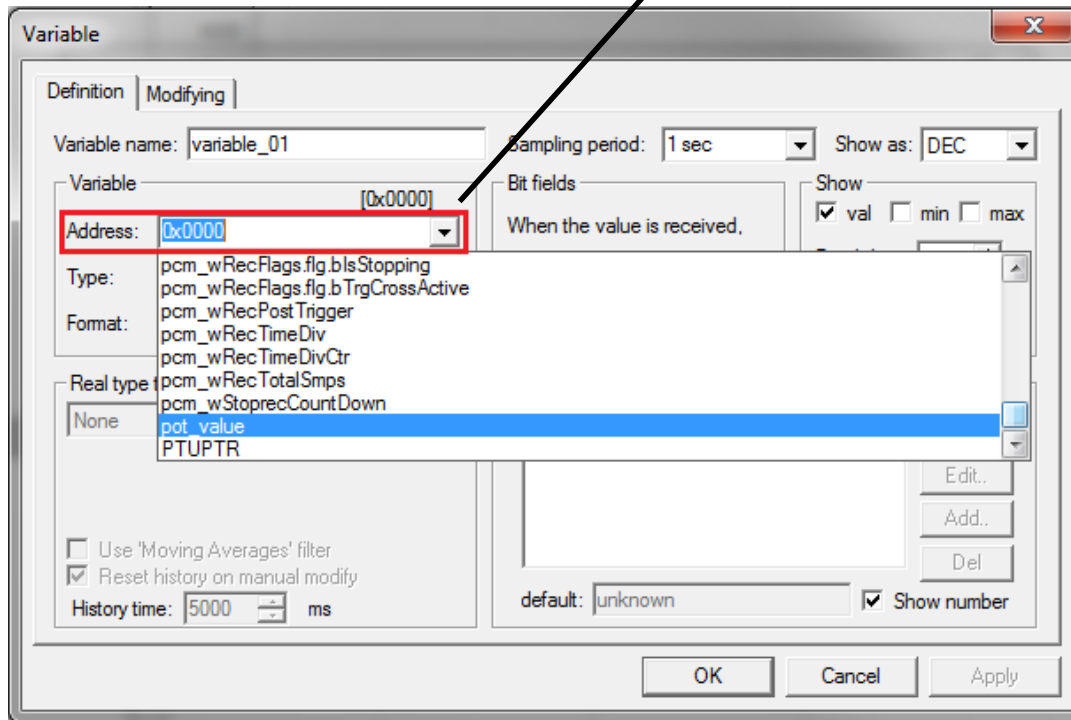 Variable
X
Definition
Modifying
Variable name: variable_01
Sampling period: 1 sec
Show as: DEC
Variable
[0x0000]
Address: 0x0000
Type:
Format:
Bit fields
When the value is received,
Show
val min max
pcm_wRecFlags.flg.bIsStopping
pcm_wRecFlags.flg.bTrgCrossActive
pcm_wRecPostTrigger
pcm_wRecTimeDiv
pcm_wRecTimeDivCtr
pcm_wRecTotalSmps
pcm_wStoprecCountDown
pot_value
PTUPTR
Real type
None
Use 'Moving Averages' filter
Reset history on manual modify
History time: 5000 ms
Edit..
Add..
Del
default: unknown
Show number
OK
Cancel
Apply